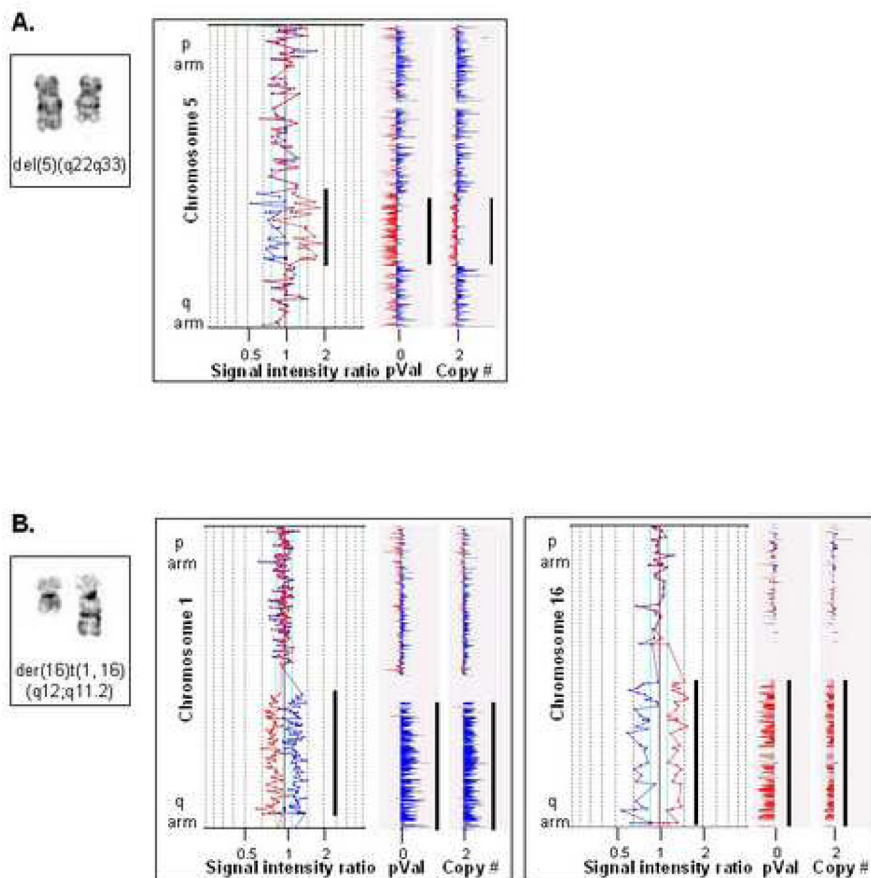 A.
del(5)(q22q33)
Chromosome 5
p
arm
q
arm
0.5 1 2 0 2
Signal intensity ratio pVal Copy #
B.
der(16)t(1, 16)
(q12;q11.2)
Chromosome 1
p
arm
q
arm
0.5 1 2 0 2
Signal intensity ratio pVal Copy #
Chromosome 16
p
arm
q
arm
0.5 1 2 0 2
Signal intensity ratio pVal Copy #